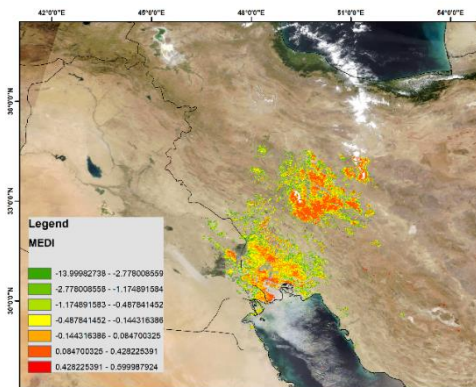 42°0'0"E 45°0'0"E 48°0'0"E 51°0'0"E 54°0'0"E
36°0'0"N
33°0'0"N
30°0'0"N
Legend
MEDI
-13.99982738 - -2.778008559
-2.778008558 - -1.174891584
-1.174891583 - -0.487841452
-0.487841452 - -0.144316386
-0.144316386 - 0.084700325
0.084700325 - 0.428225391
0.428225391 - 0.599987924